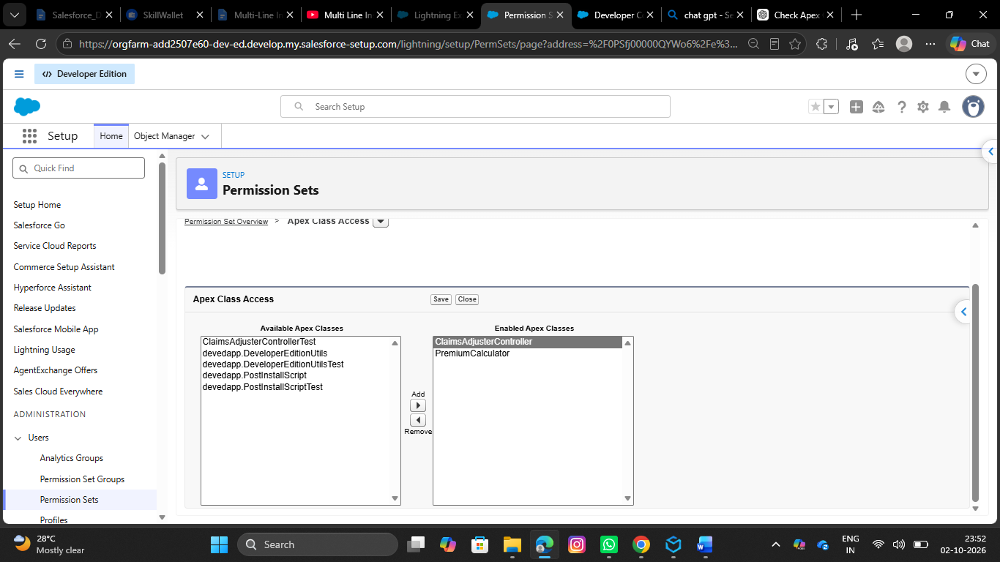 Salesforce_D
SkillWallet
Multi-Line In
Multi Line In
Lightning Ex
Permission S
Developer C
chat gpt - Se
Check Apex
https://orgfarm-add2507e60-dev-ed.develop.my.salesforce-setup.com/lightning/setup/PermSets/page?address=%2F0PSfj00000QYWo6%2Fe%3...
Chat
Developer Edition
Search Setup
Setup
Home
Object Manager
Quick Find
Setup Home
Salesforce Go
Service Cloud Reports
Commerce Setup Assistant
Hyperforce Assistant
Release Updates
Salesforce Mobile App
Lightning Usage
AgentExchange Offers
Sales Cloud Everywhere
ADMINISTRATION
Users
Analytics Groups
Permission Set Groups
Permission Sets
Profiles
SETUP
Permission Sets
Permission Set Overview > Apex Class Access
Apex Class Access
Save
Close
Available Apex Classes
ClaimsAdjusterControllerTest
devedapp.DeveloperEditionUtils
devedapp.DeveloperEditionUtilsTest
devedapp.PostInstallScript
devedapp.PostInstallScriptTest
Add
Remove
Enabled Apex Classes
ClaimsAdjusterController
PremiumCalculator
28°C
Mostly clear
Search
ENG
IN
23:52
02-10-2026